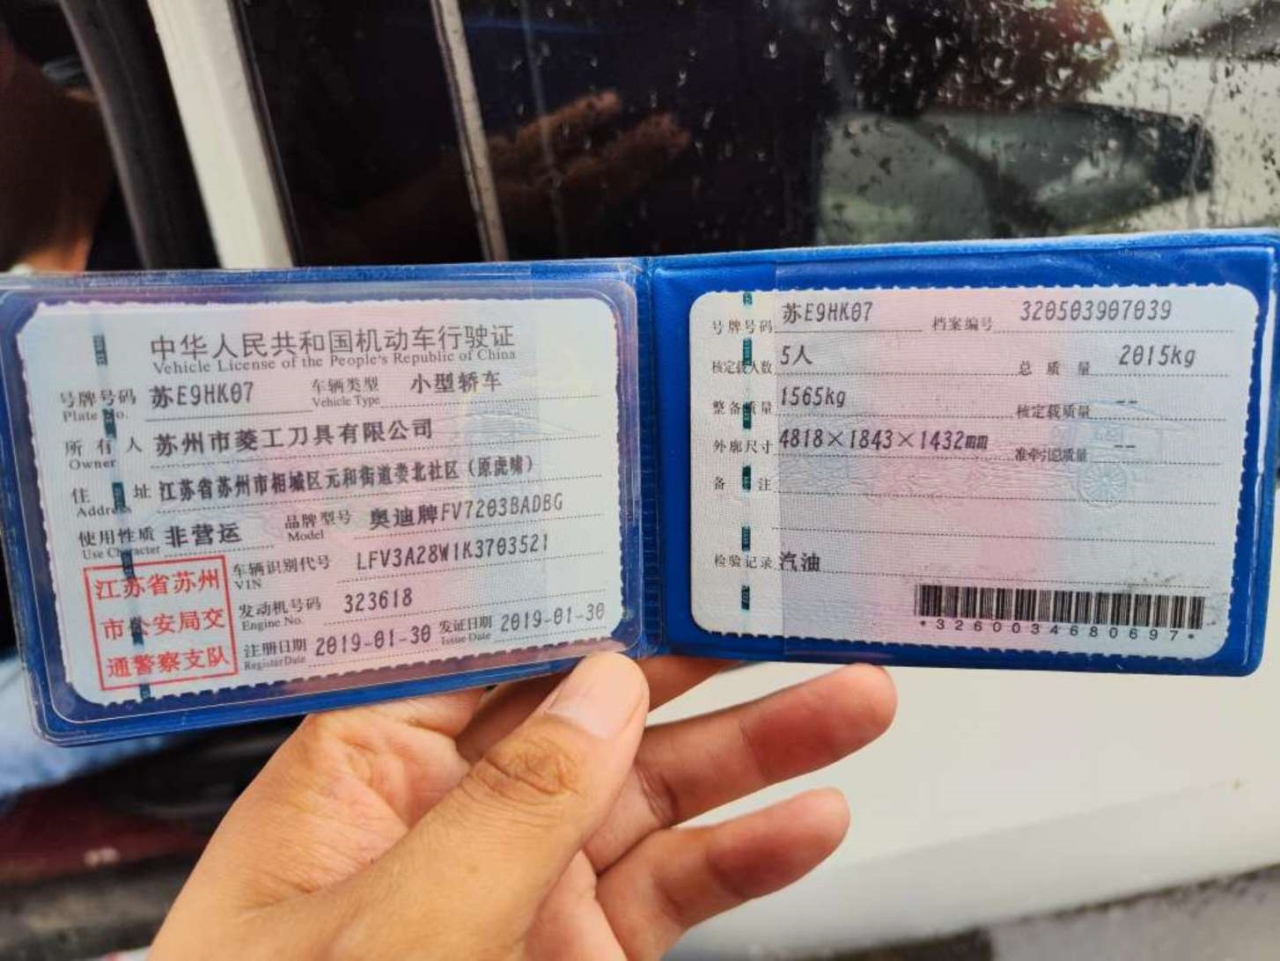 中华人民共和国机动车行驶证
Vehicle License of the People's Republic of China
号牌号码 苏E9HK07 车辆类型 小型轿车
Plate No. Vehicle Type
所有人 苏州市菱工刀具有限公司
Owner
住址 江苏省苏州市相城区元和街道娄北社区（原虎啸）
Address
使用性质 非营运 品牌型号 奥迪牌FV7203BADBG
Use Character Model
江苏省苏州
市公安局交
通警察支队
车辆识别代号 LFV3A28W1K3703521
VIN
发动机号码 323618
Engine No.
注册日期 2019-01-30 发证日期 2019-01-30
Register Date Issue Date
号牌号码 苏E9HK07 档案编号 320503907039
核定载人数 5人 总质量 2015kg
整备质量 1565kg 核定载质量 --
外廓尺寸 4818×1843×1432mm 准牵引总质量 --
备注
检验记录 汽油
*3260034680697*